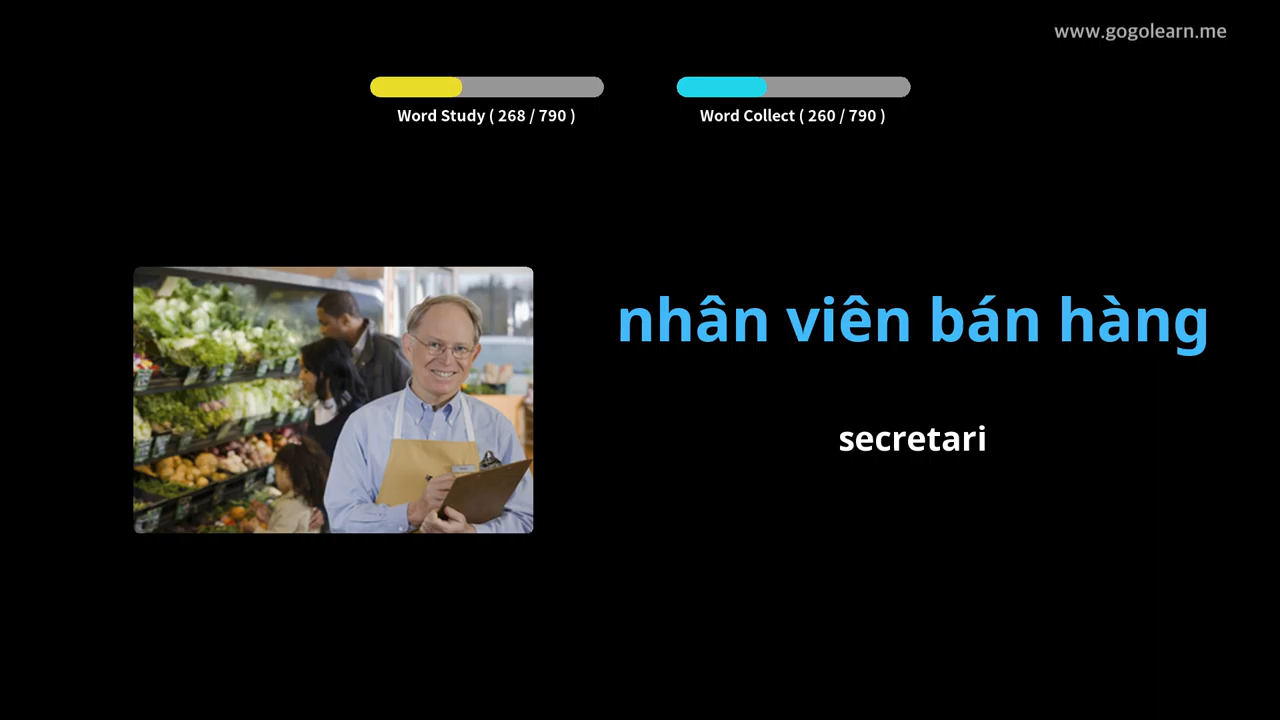 www.gogolearn.me
Word Study ( 268 / 790 )
Word Collect ( 260 / 790 )
nhân viên bán hàng
secretari